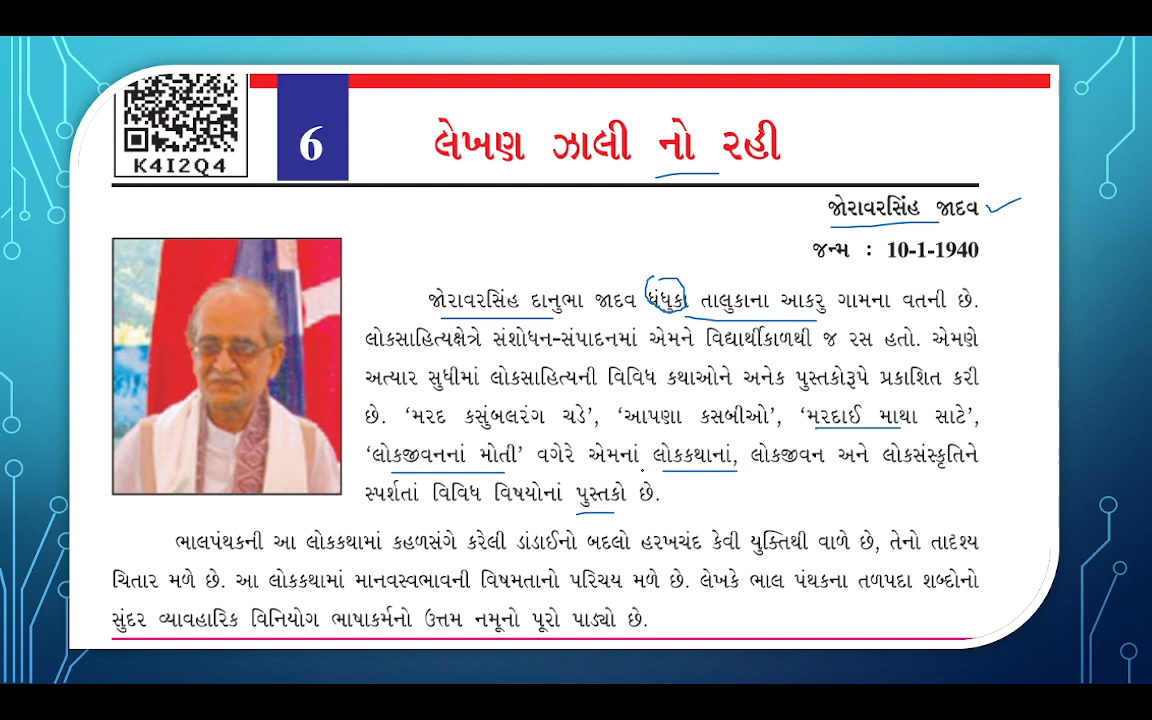 K4I2Q4
6
લેખણ ઝાલી નો રહી
જોરાવરસિંહ જાદવ
જન્મ : 10-1-1940
જોરાવરસિંહ દાનુભા જાદવ ધંધુકા તાલુકાના આકરુ ગામના વતની છે.
લોકસાહિત્યક્ષેત્રે સંશોધન-સંપાદનમાં એમને વિદ્યાર્થીકાળથી જ રસ હતો. એમણે
અત્યાર સુધીમાં લોકસાહિત્યની વિવિધ કથાઓને અનેક પુસ્તકોરૂપે પ્રકાશિત કરી
છે. ‘મરદ કસુંબલરંગ ચડે’, ‘આપણા કસબીઓ’, ‘મરદાઈ માથા સાટે’,
‘લોકજીવનનાં મોતી’ વગેરે એમનાં લોકકથાનાં, લોકજીવન અને લોકસંસ્કૃતિને
સ્પર્શતાં વિવિધ વિષયોનાં પુસ્તકો છે.
ભાલપંથકની આ લોકકથામાં કહળસંગે કરેલી ડાંડાઈનો બદલો હરખચંદ કેવી યુક્તિથી વાળે છે, તેનો તાદૃશ્ય
ચિતાર મળે છે. આ લોકકથામાં માનવસ્વભાવની વિષમતાનો પરિચય મળે છે. લેખકે ભાલ પંથકના તળપદા શબ્દોનો
સુંદર વ્યાવહારિક વિનિયોગ ભાષાકર્મનો ઉત્તમ નમૂનો પૂરો પાડ્યો છે.